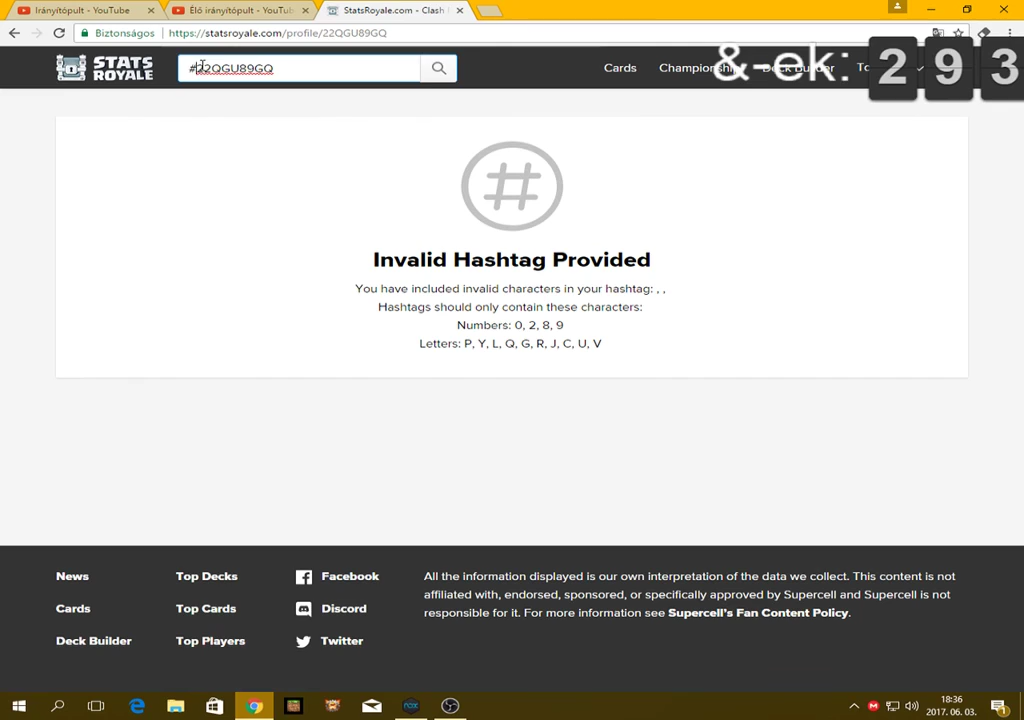 Irányítópult - YouTube
Élő irányítópult - YouTu
StatsRoyale.com - Clash
Biztonságos
https://statsroyale.com/profile/22QGU89GQ
STATS ROYALE
#22QGU89GQ
Cards
Deck Builder
&-ek: 293
Invalid Hashtag Provided
You have included invalid characters in your hashtag: , ,
Hashtags should only contain these characters:
Numbers: 0, 2, 8, 9
Letters: P, Y, L, Q, G, R, J, C, U, V
News
Top Decks
Facebook
All the information displayed is our own interpretation of the data we collect. This content is not
affiliated with, endorsed, sponsored, or specifically approved by Supercell and Supercell is not
responsible for it. For more information see Supercell's Fan Content Policy.
Cards
Top Cards
Discord
Deck Builder
Top Players
Twitter
nox
18:36
2017. 06. 03.
1